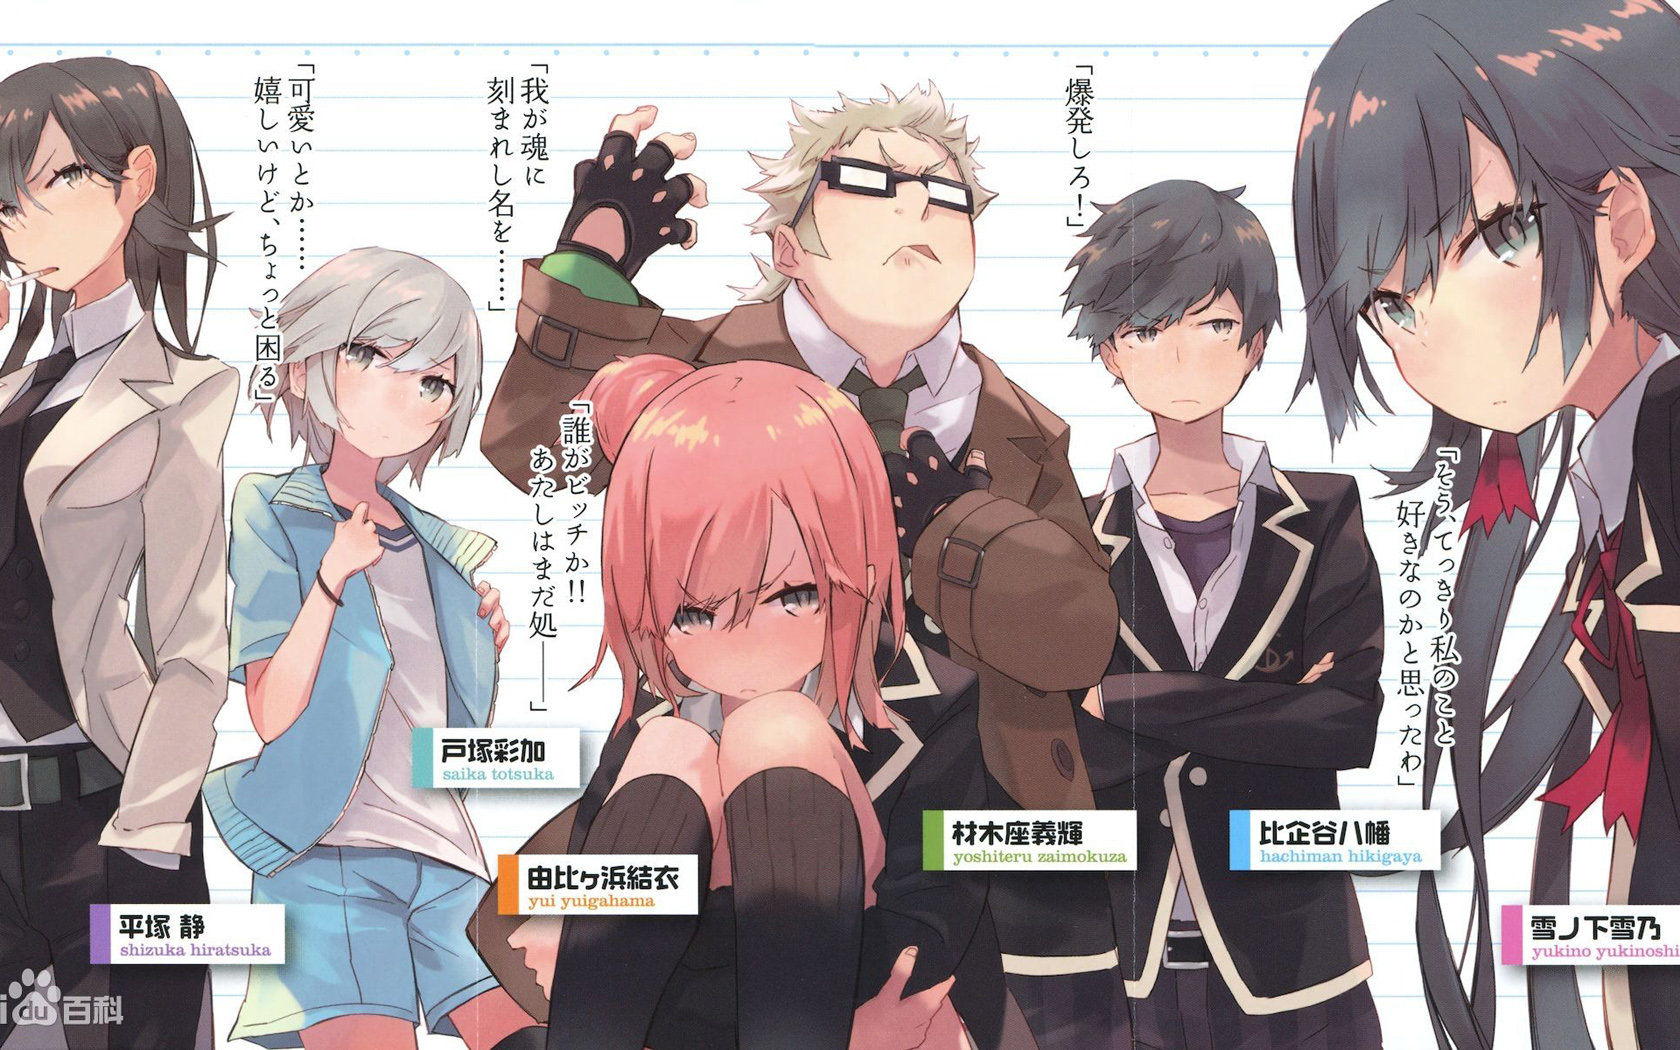 「爆発しろ！」
「我が魂に
刻まれし名を……」
「可愛いとか……
嬉しいけど、ちょっと困る」
「そう、てっきり私のこと
好きなのかと思ったわ」
「誰がビッチか!!
あたしはまだ処――」
戸塚彩加
saika totsuka
材木座義輝
yoshiteru zaimokuza
比企谷八幡
hachiman hikigaya
由比ヶ浜結衣
yui yuigahama
平塚 静
shizuka hiratsuka
雪ノ下雪乃
yukino yukinoshi
idu百科